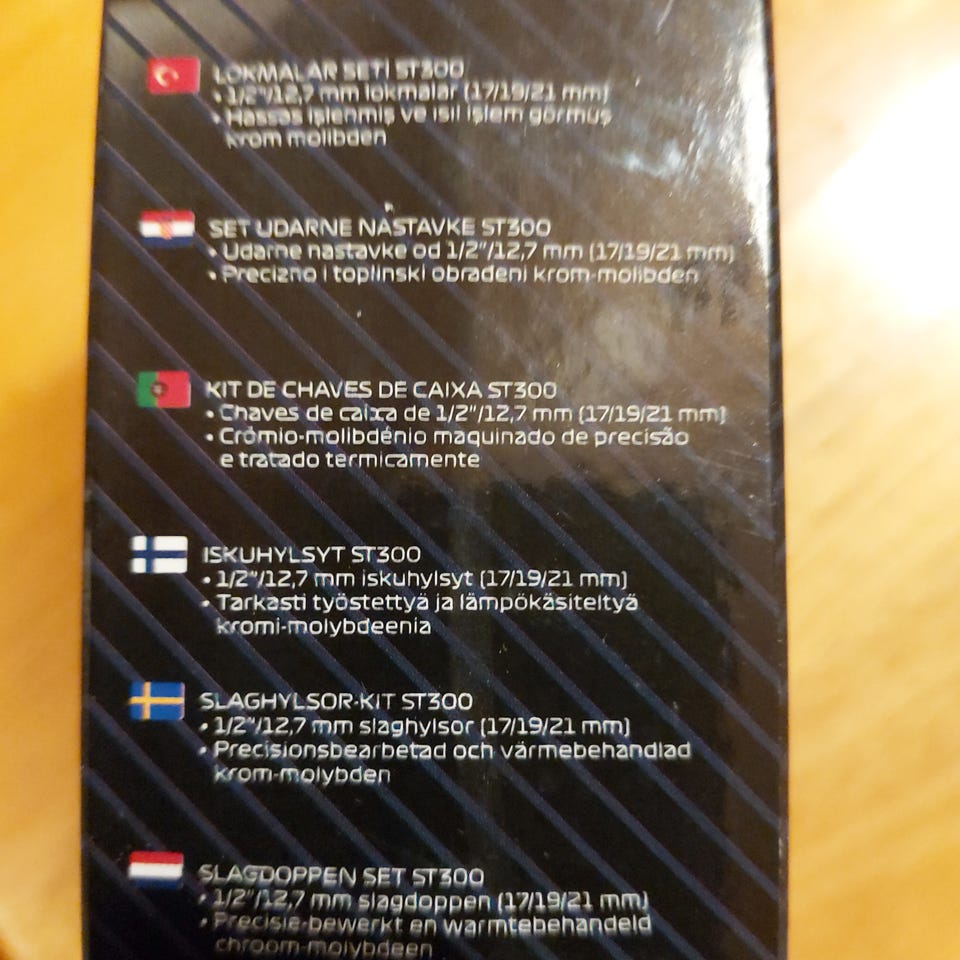 LOKMALAR SETİ ST300
• 1/2"/12,7 mm lokmalar (17/19/21 mm)
• Hassas işlenmiş ve ısıl işlem görmüş
krom molibden
SET UDARNE NASTAVKE ST300
• Udarne nastavke od 1/2"/12,7 mm (17/19/21 mm)
• Precizno i toplinski obrađeni krom-molibden
KIT DE CHAVES DE CAIXA ST300
• Chaves de caixa de 1/2"/12,7 mm (17/19/21 mm)
• Crómio-molibdénio maquinado de precisão
e tratado termicamente
ISKUHYLSYT ST300
• 1/2"/12,7 mm iskuhylsyt (17/19/21 mm)
• Tarkasti työstettyä ja lämpökäsiteltyä
kromi-molybdeenia
SLAGHYLSOR-KIT ST300
• 1/2"/12,7 mm slaghylsor (17/19/21 mm)
• Precisionsbearbetad och värmebehandlad
krom-molybden
SLAGDOPPEN SET ST300
• 1/2"/12,7 mm slagdoppen (17/19/21 mm)
• Precisie-bewerkt en warmtebehandeld
chroom-molybdeen